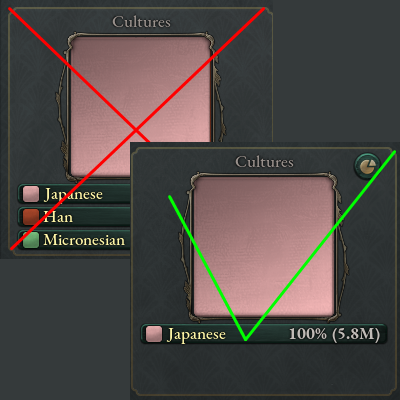 Cultures
Japanese
Han
Micronesian
Cultures
Japanese 100% (5.8M)